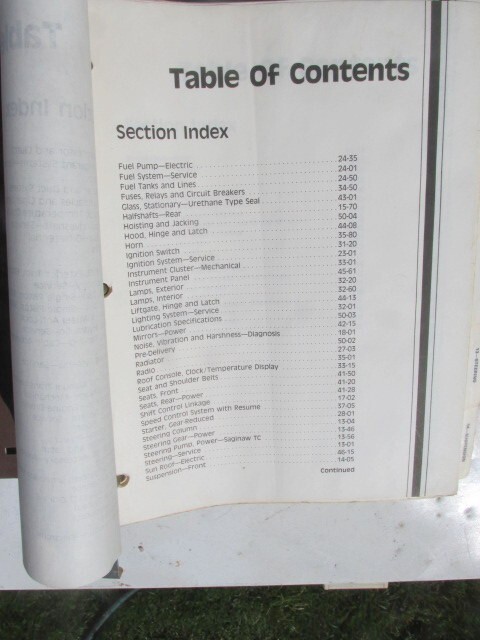 Table Of Contents
Section Index
Fuel Pump—Electric 24-35
Fuel System—Service 24-01
Fuel Tanks and Lines 24-50
Fuses, Relays and Circuit Breakers 34-50
Glass, Stationary—Urethane Type Seal 43-01
Halfshafts—Rear 15-70
Hoisting and Jacking 50-04
Hood, Hinge and Latch 44-08
Horn 35-80
Ignition Switch 31-20
Ignition System—Service 23-01
Instrument Cluster—Mechanical 33-01
Instrument Panel 45-61
Lamps, Exterior 32-20
Lamps, Interior 32-60
Liftgate, Hinge and Latch 44-13
Lighting System—Service 32-01
Lubrication Specifications 50-03
Mirrors—Power 42-15
Noise, Vibration and Harshness—Diagnosis 18-01
Pre-Delivery 50-02
Radiator 27-03
Radio 35-01
Roof Console, Clock/Temperature Display 33-15
Seat and Shoulder Belts 41-50
Seats, Front 41-20
Seats, Rear—Power 41-28
Shift Control Linkage 17-02
Speed Control System with Resume 37-05
Starter, Gear-Reduced 28-01
Steering Column 13-04
Steering Gear—Power 13-46
Steering Pump, Power—Saginaw TC 13-56
Steering—Service 13-01
Sun Roof—Electric 46-15
Suspension—Front 14-05
Continued